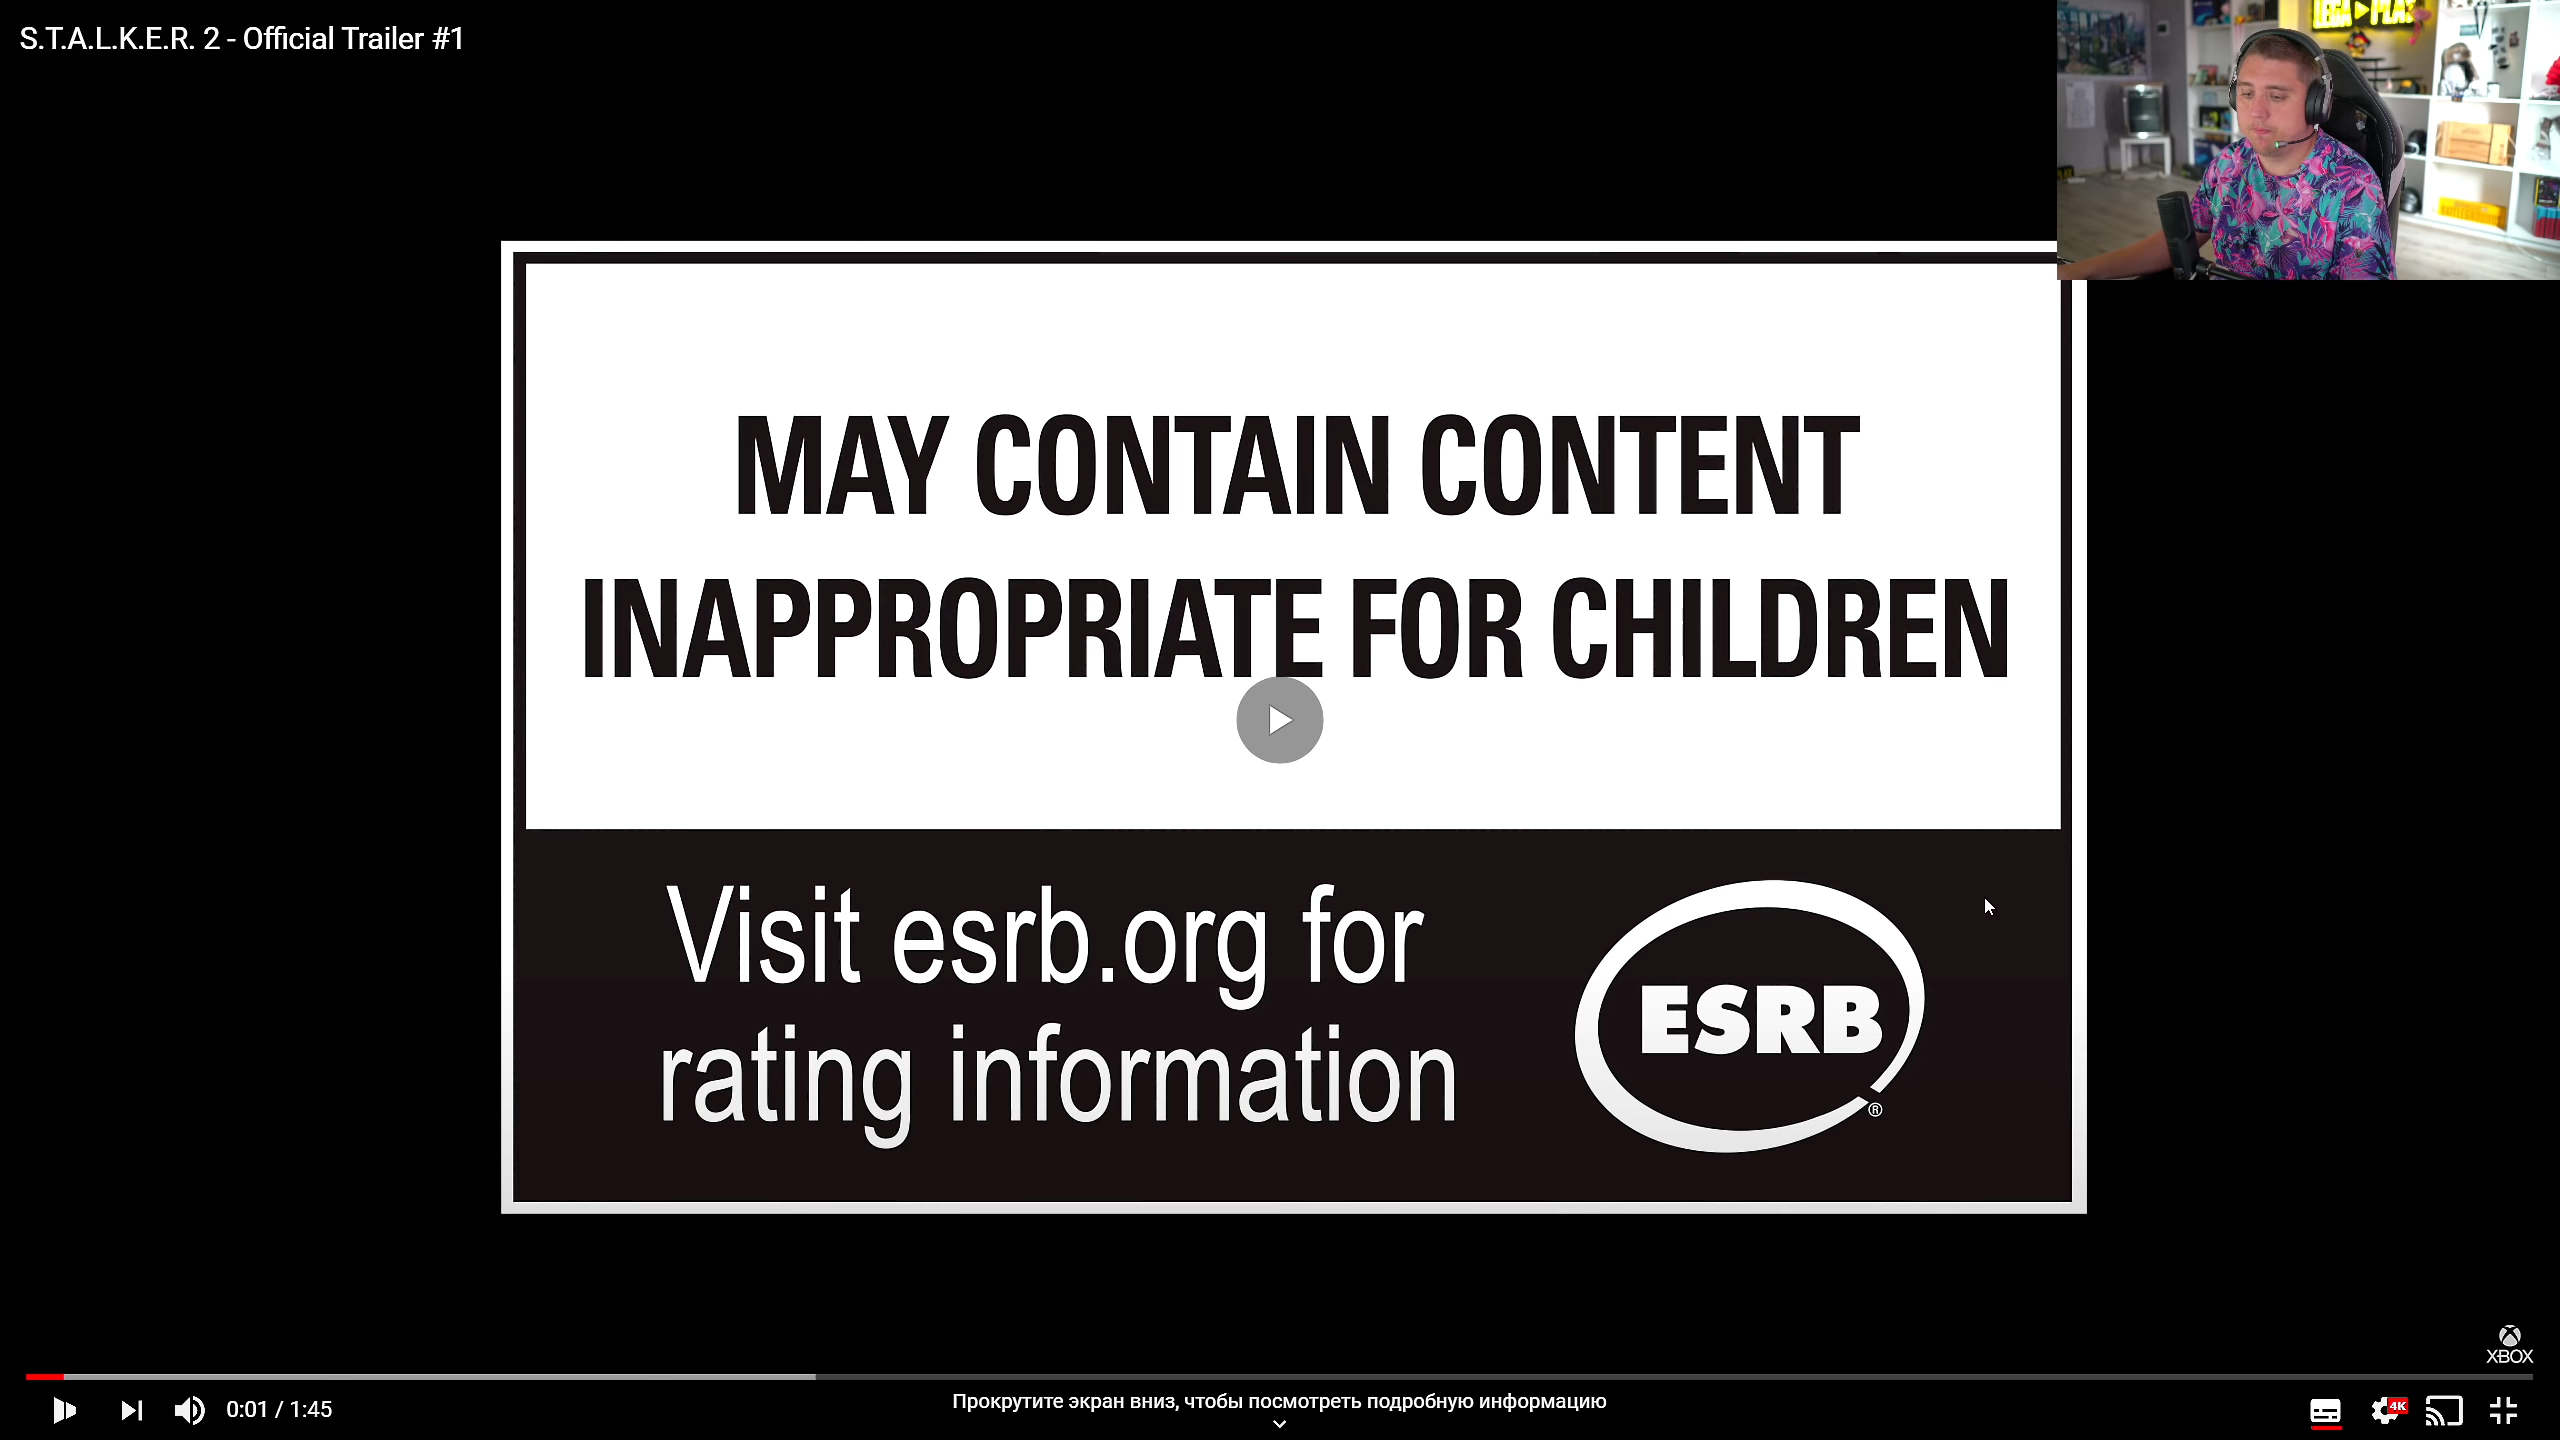 S.T.A.L.K.E.R. 2 - Official Trailer #1
MAY CONTAIN CONTENT
INAPPROPRIATE FOR CHILDREN
Visit esrb.org for
rating information
ESRB
®
XBOX
0:01 / 1:45
Прокрутите экран вниз, чтобы посмотреть подробную информацию
4K